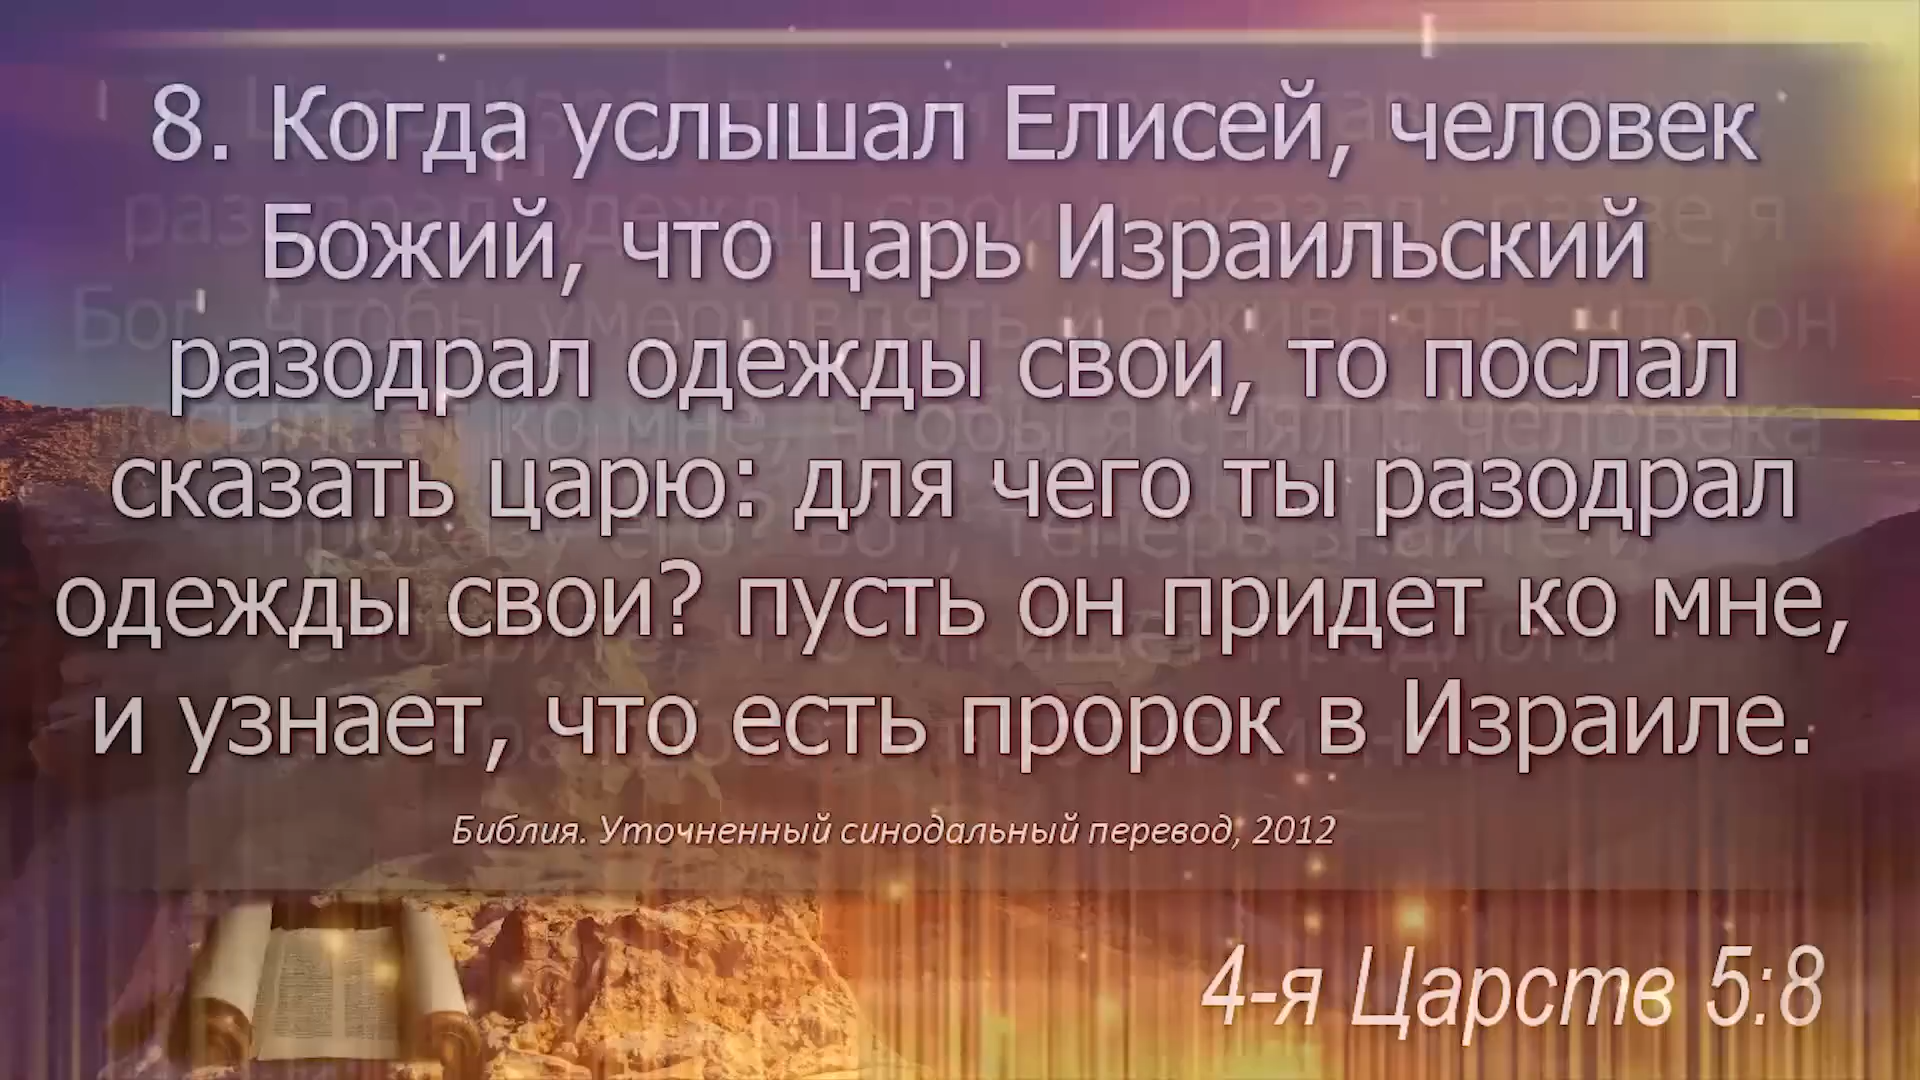 8. Когда услышал Елисей, человек
Божий, что царь Израильский
разодрал одежды свои, то послал
сказать царю: для чего ты разодрал
одежды свои? пусть он придет ко мне,
и узнает, что есть пророк в Израиле.
Библия. Уточненный синодальный перевод, 2012
4-я Царств 5:8